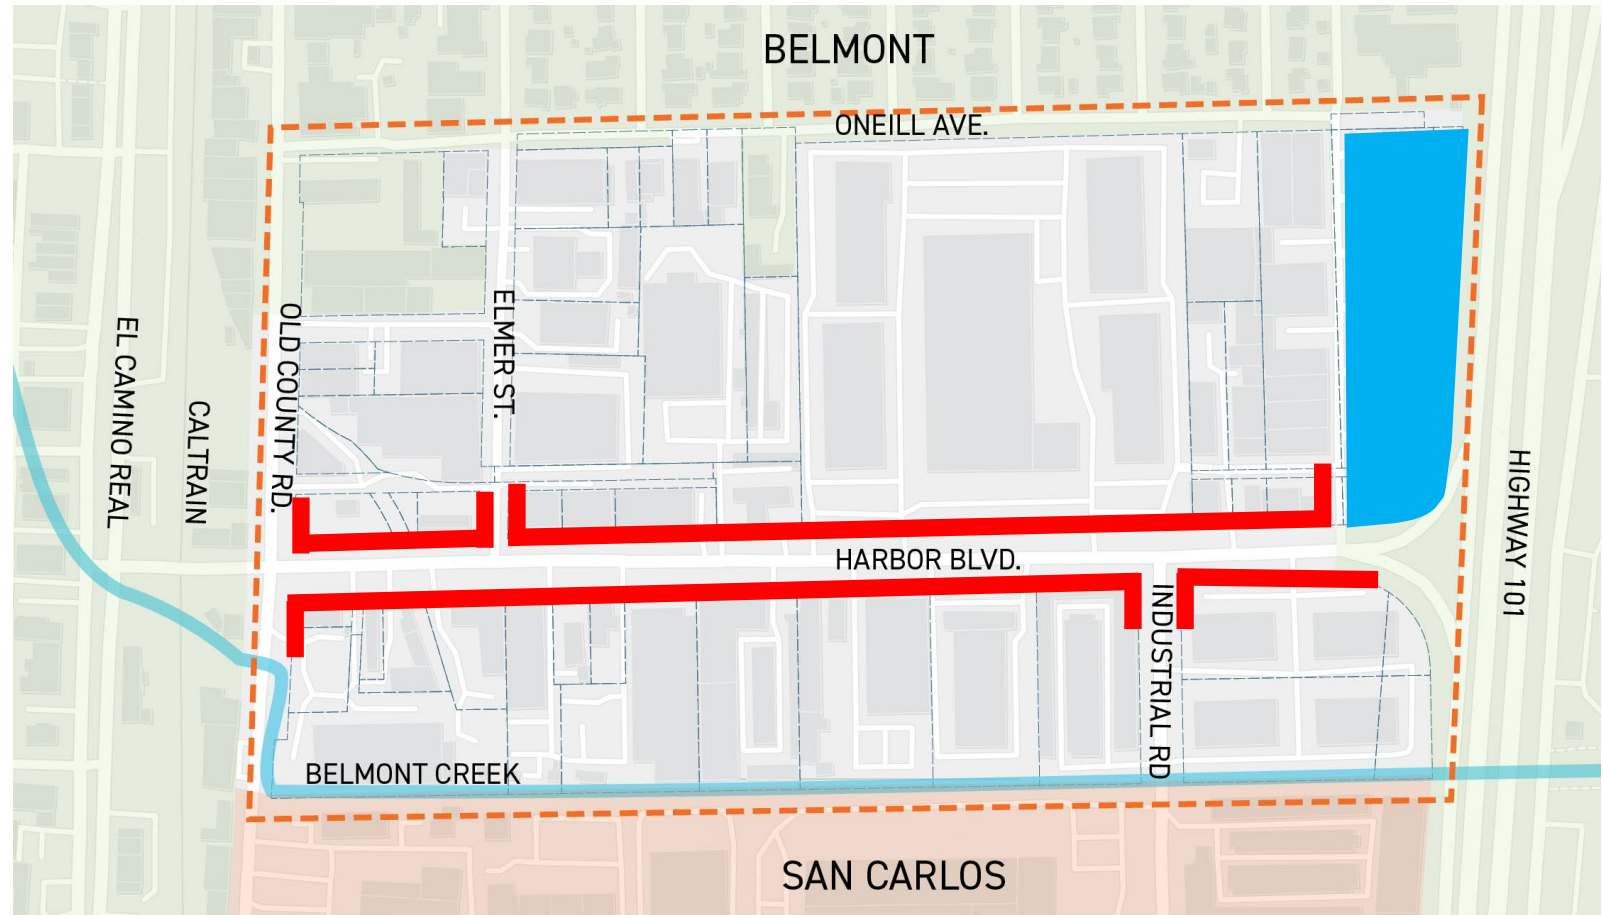 BELMONT
ONEILL AVE.
EL CAMINO REAL
CALTRAIN
OLD COUNTY RD.
ELMER ST.
HARBOR BLVD.
INDUSTRIAL RD
HIGHWAY 101
BELMONT CREEK
SAN CARLOS